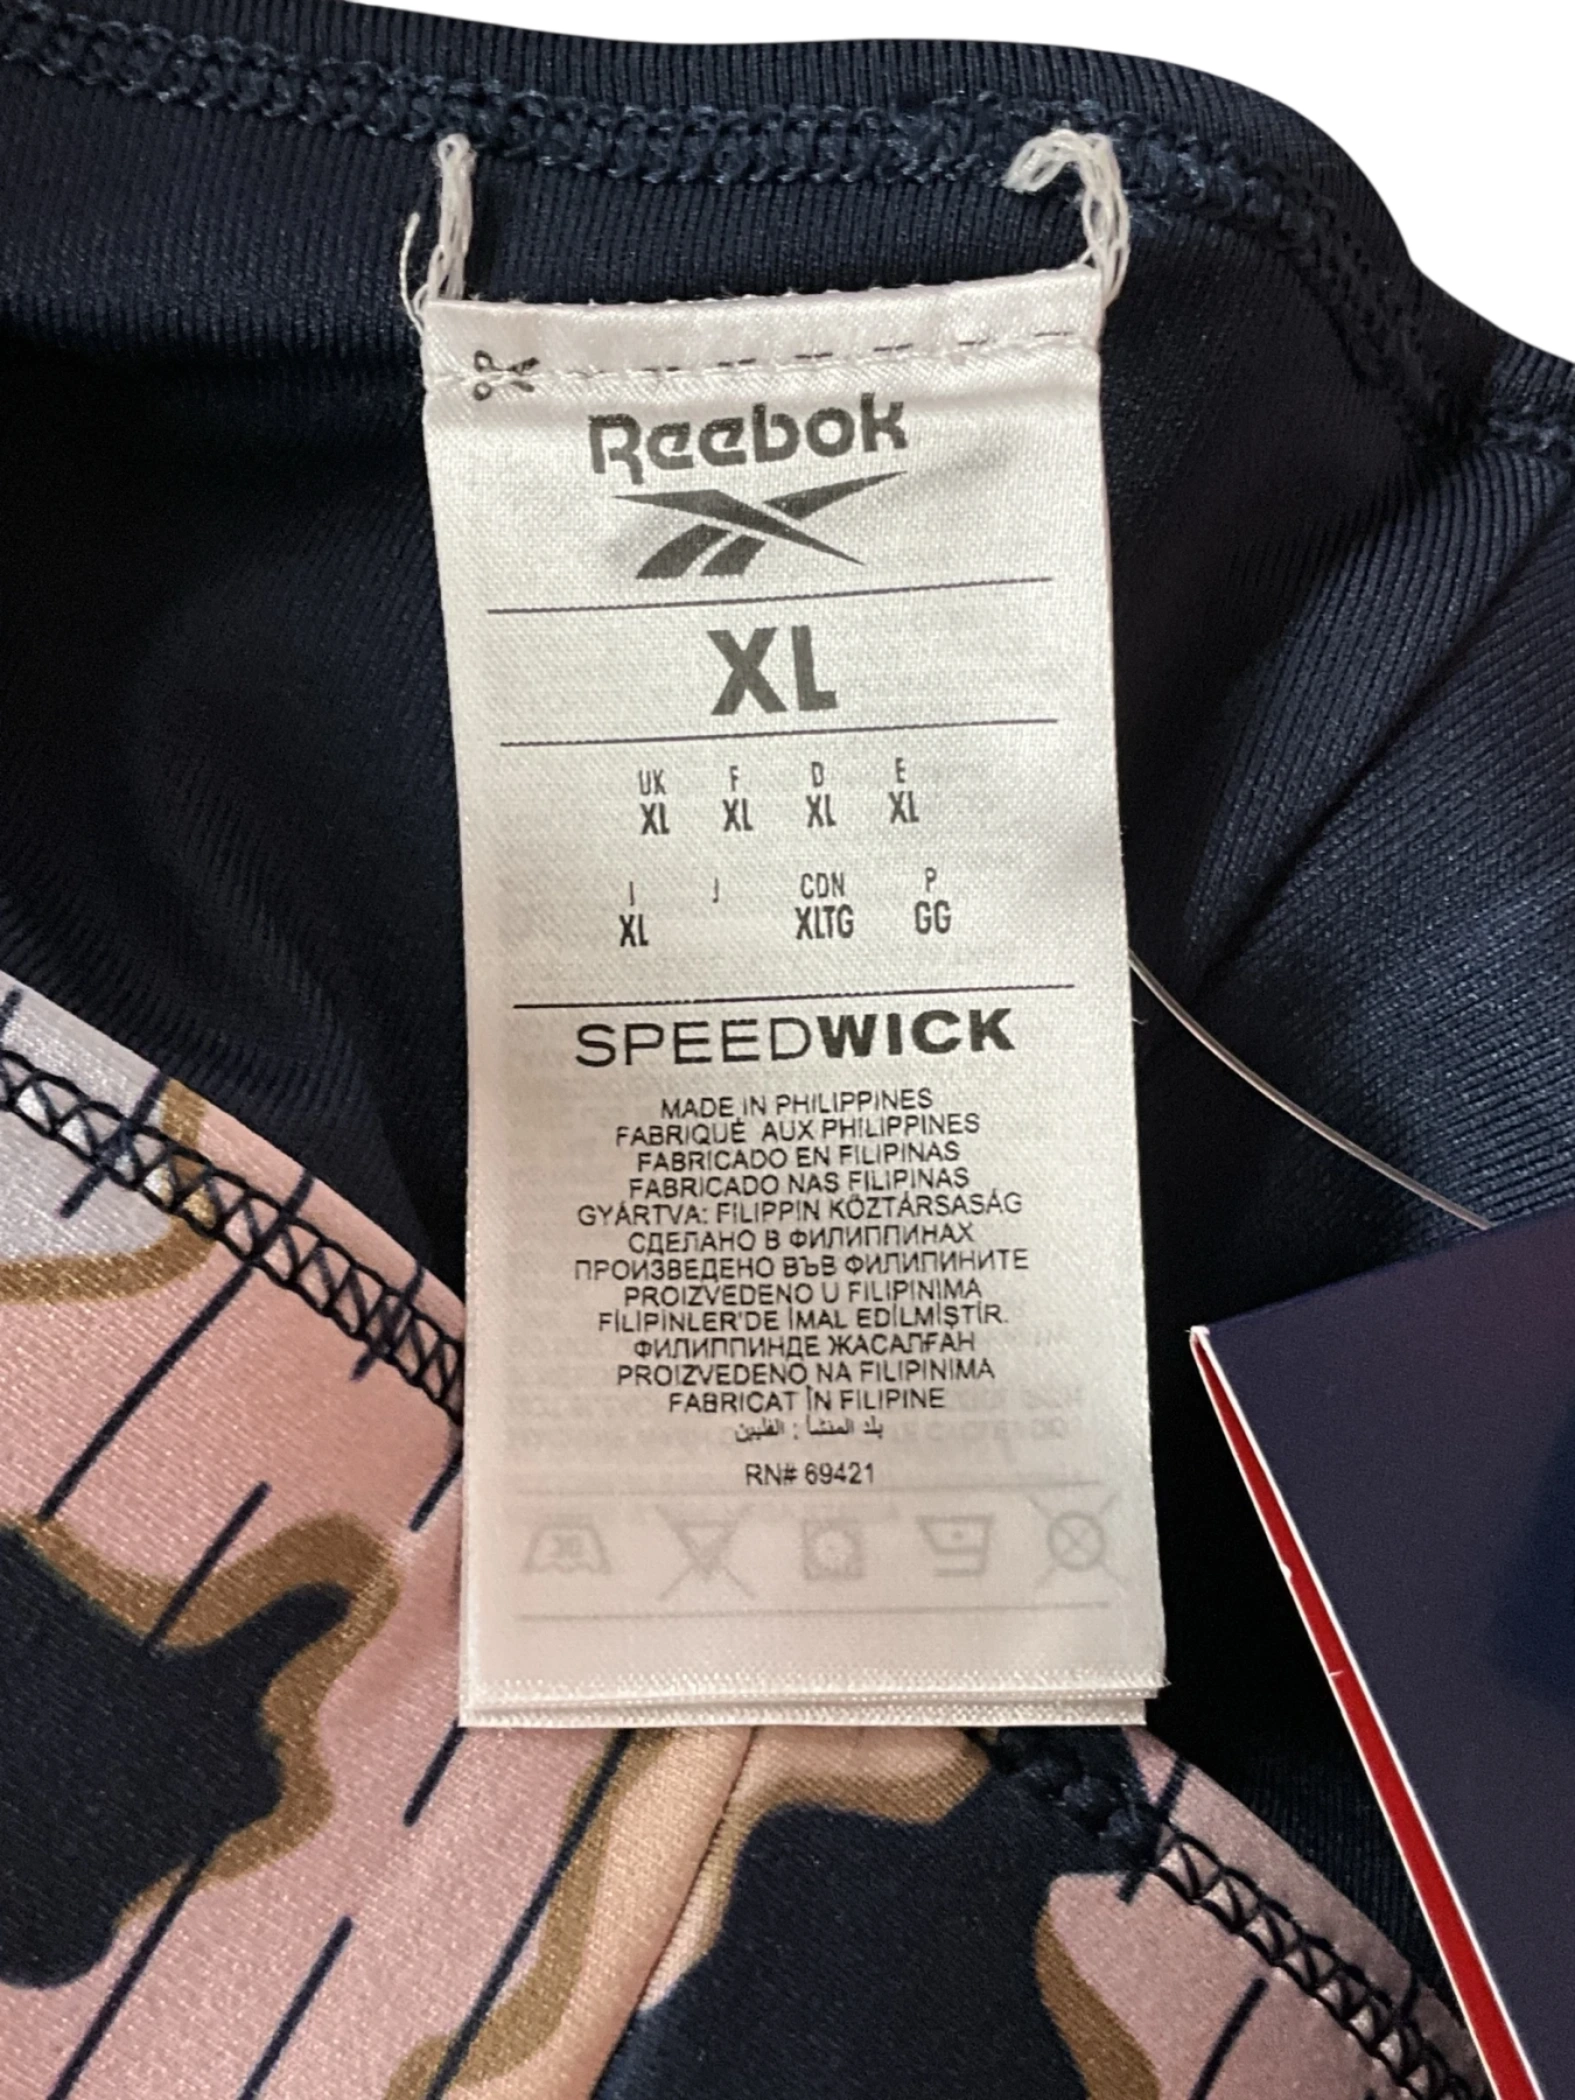 Reebok
XL
UK F D E
XL XL XL XL
I J CDN P
XL XLTG GG
SPEEDWICK
MADE IN PHILIPPINES
FABRIQUÉ AUX PHILIPPINES
FABRICADO EN FILIPINAS
FABRICADO NAS FILIPINAS
GYÁRTVA: FILIPPIN KÖZTÁRSASÁG
СДЕЛАНО В ФИЛИППИНАХ
ПРОИЗВЕДЕНО ВЪВ ФИЛИПИНИТЕ
PROIZVEDENO U FILIPINIMA
FİLİPİNLER'DE İMAL EDİLMİŞTİR.
ФИЛИППИНДЕ ЖАСАЛҒАН
PROIZVEDENO NA FILIPINIMA
FABRICAT ÎN FILIPINE
بلد المنشأ : الفلبين
RN# 69421